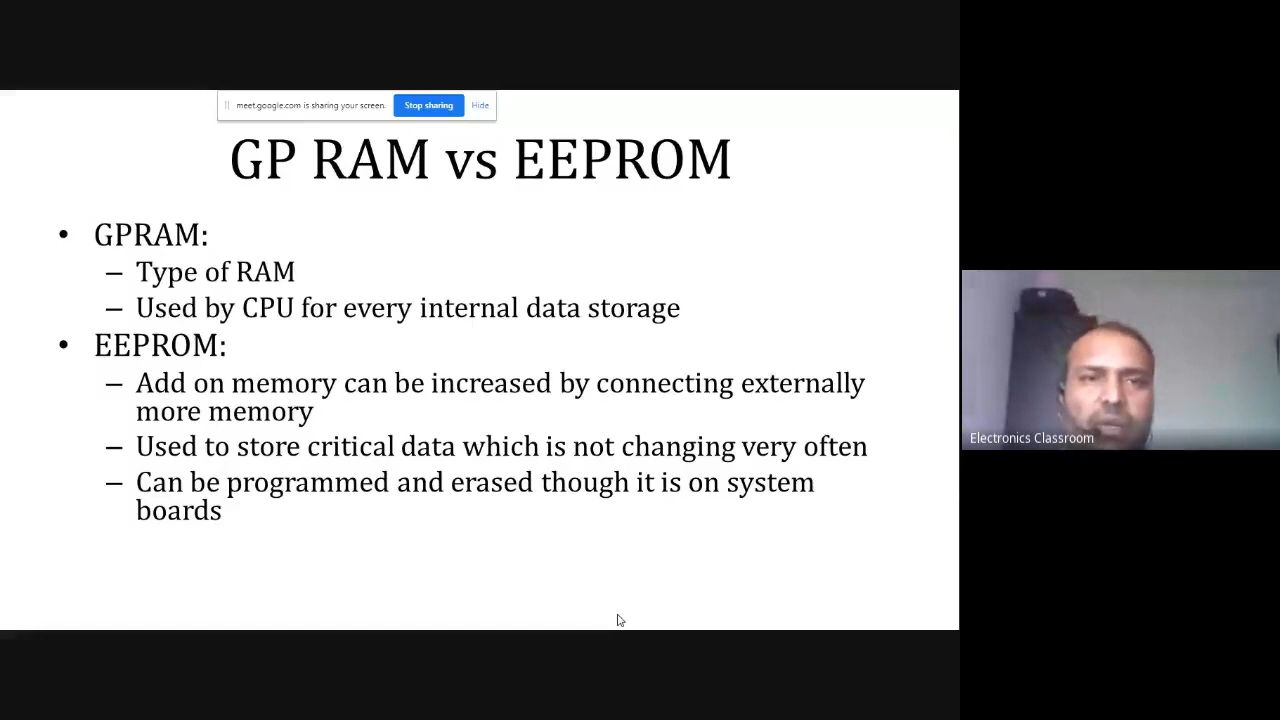 meet.google.com is sharing your screen.
Stop sharing
Hide
GP RAM vs EEPROM
• GPRAM:
– Type of RAM
– Used by CPU for every internal data storage
• EEPROM:
– Add on memory can be increased by connecting externally
more memory
– Used to store critical data which is not changing very often
– Can be programmed and erased though it is on system
boards
Electronics Classroom